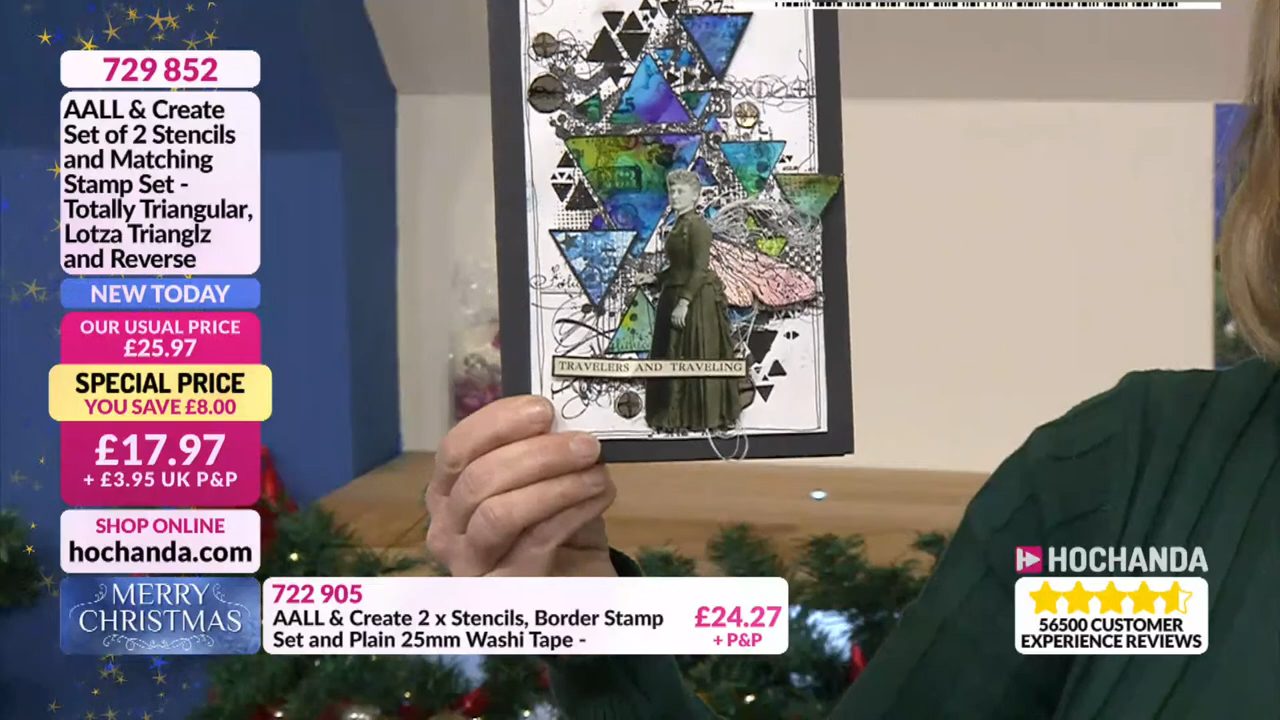 729 852
AALL & Create
Set of 2 Stencils
and Matching
Stamp Set -
Totally Triangular,
Lotza Trianglz
and Reverse
NEW TODAY
OUR USUAL PRICE
£25.97
SPECIAL PRICE
YOU SAVE £8.00
£17.97
+ £3.95 UK P&P
SHOP ONLINE
hochanda.com
MERRY
CHRISTMAS
27
25
TRAVELERS AND TRAVELING
722 905
AALL & Create 2 x Stencils, Border Stamp
Set and Plain 25mm Washi Tape -
£24.27
+ P&P
HOCHANDA
56500 CUSTOMER
EXPERIENCE REVIEWS